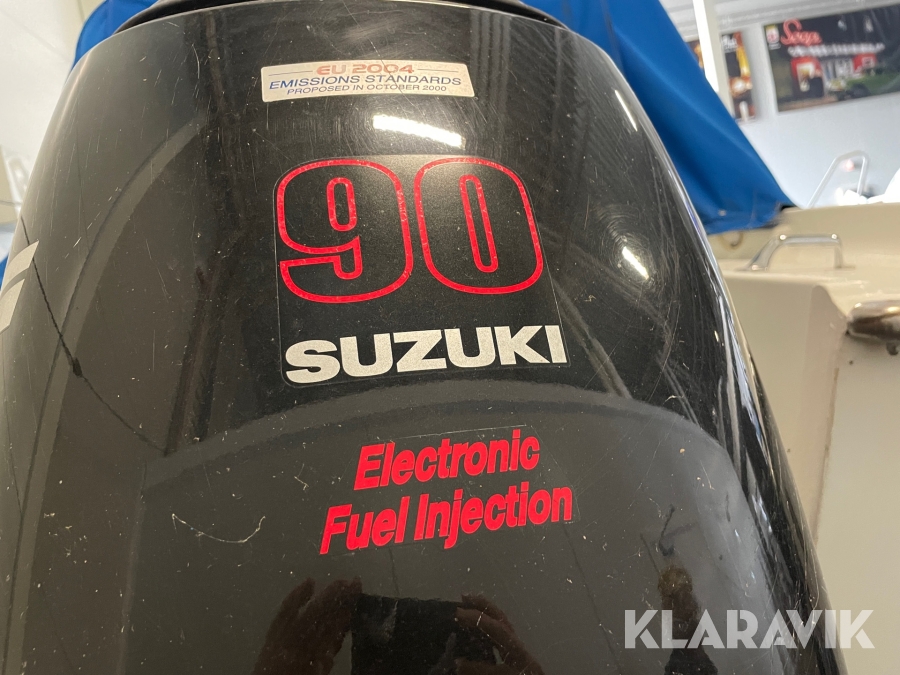 EU 2004
EMISSIONS STANDARDS
PROPOSED IN OCTOBER 2000
90
SUZUKI
Electronic
Fuel Injection
KLARAVIK